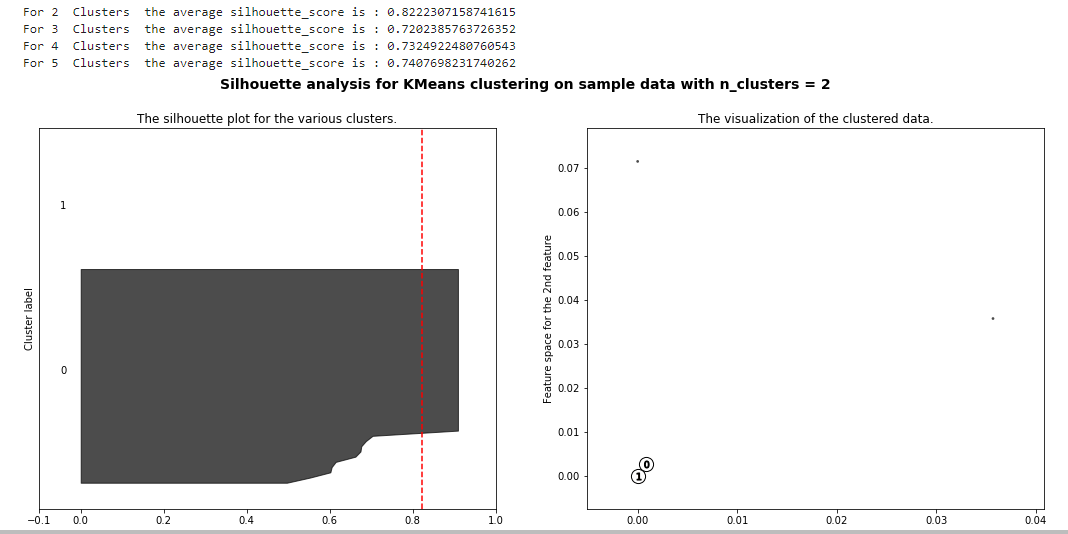 For 2  Clusters  the average silhouette_score is : 0.8222307158741615
For 3  Clusters  the average silhouette_score is : 0.7202385763726352
For 4  Clusters  the average silhouette_score is : 0.7324922480760543
For 5  Clusters  the average silhouette_score is : 0.7407698231740262
Silhouette analysis for KMeans clustering on sample data with n_clusters = 2
The silhouette plot for the various clusters.
Cluster label
1
0
−0.1 0.0 0.2 0.4 0.6 0.8 1.0
The visualization of the clustered data.
Feature space for the 2nd feature
0.07
0.06
0.05
0.04
0.03
0.02
0.01
0.00
0
1
0.00 0.01 0.02 0.03 0.04